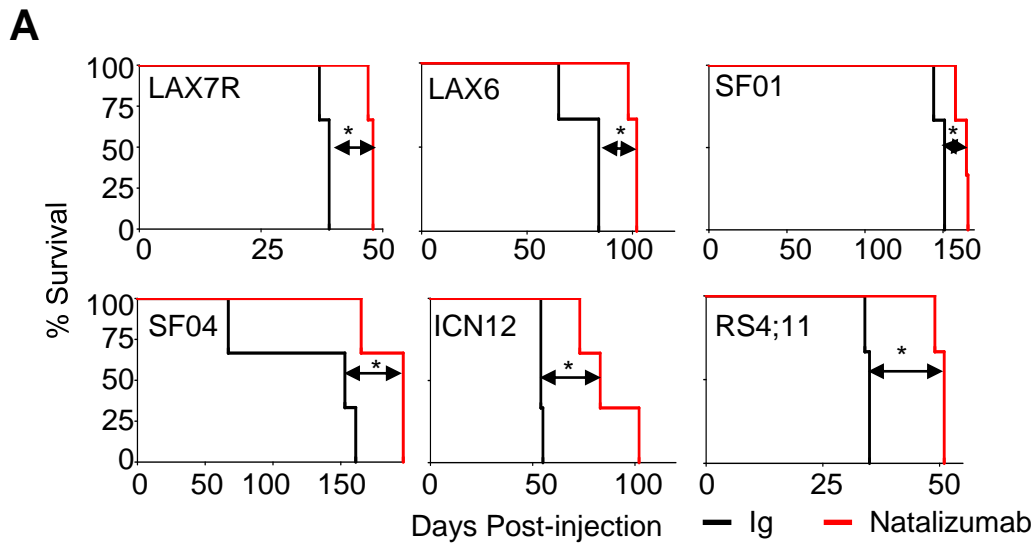 A
% Survival
100
75
50
25
0
LAX7R
*
0 25 50
LAX6
*
0 50 100
SF01
* *
0 50 100 150
100
75
50
25
0
SF04
*
0 50 100 150
ICN12
*
0 50 100
RS4;11
*
0 25 50
Days Post-injection
Ig Natalizumab